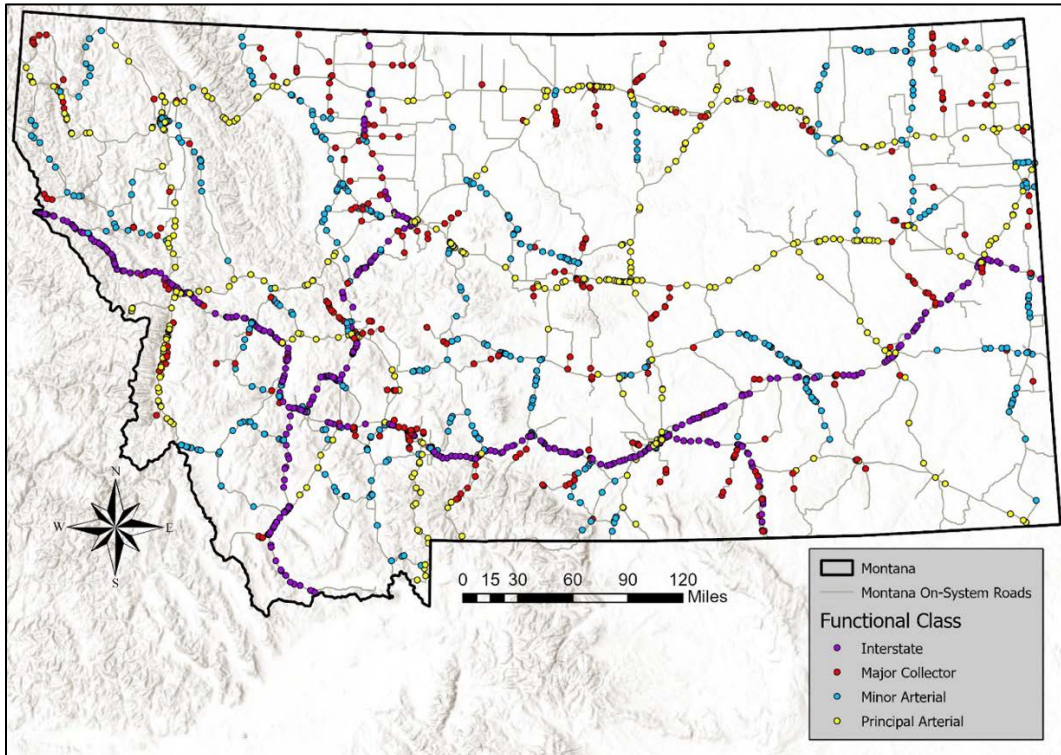 N
W
E
S
0 15 30 60 90 120
Miles
Montana
Montana On-System Roads
Functional Class
Interstate
Major Collector
Minor Arterial
Principal Arterial